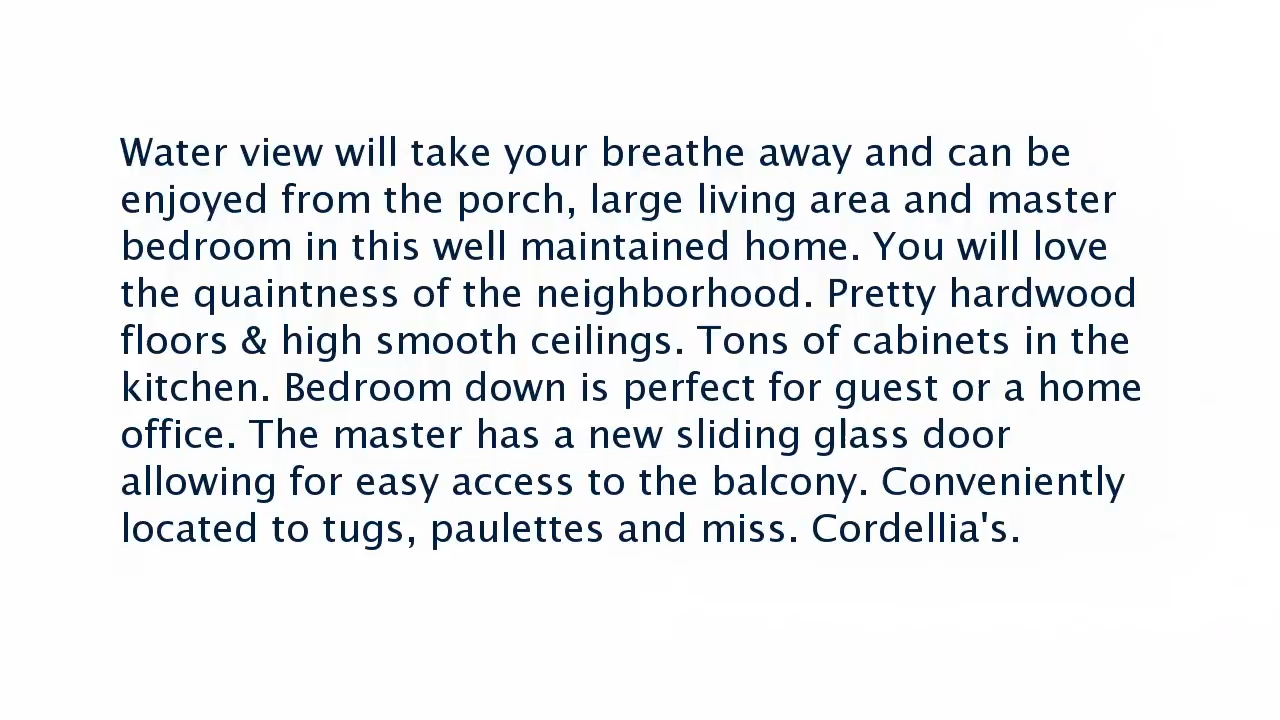 Water view will take your breathe away and can be
enjoyed from the porch, large living area and master
bedroom in this well maintained home. You will love
the quaintness of the neighborhood. Pretty hardwood
floors & high smooth ceilings. Tons of cabinets in the
kitchen. Bedroom down is perfect for guest or a home
office. The master has a new sliding glass door
allowing for easy access to the balcony. Conveniently
located to tugs, paulettes and miss. Cordellia's.